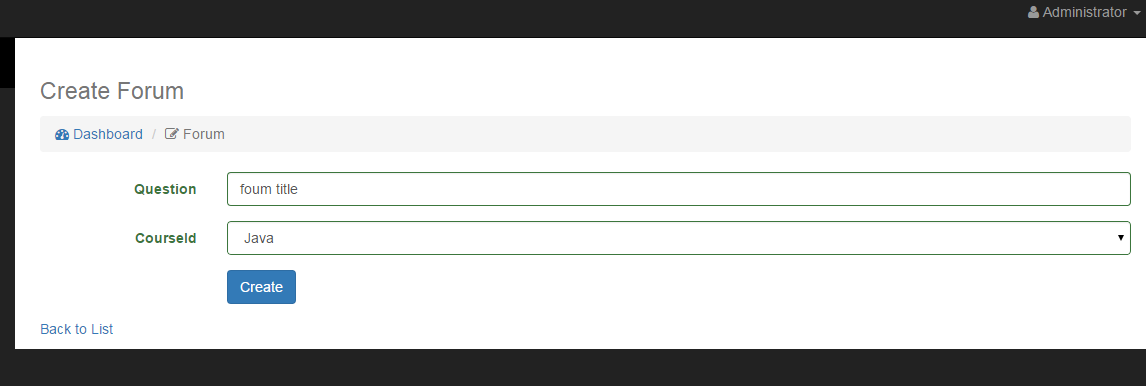 Administrator
Create Forum
Dashboard / Forum
Question foum title
CourseId Java
Create
Back to List